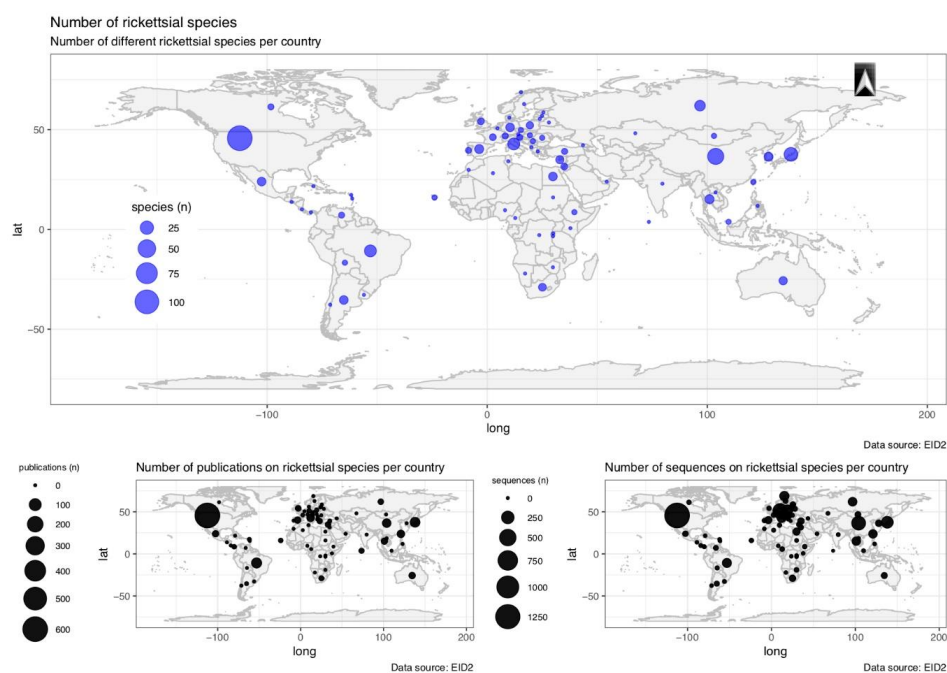 Number of rickettsial species
Number of different rickettsial species per country
50
0
−50
lat
species (n)
25
50
75
100
−100
0
100
200
long
Data source: EID2
publications (n)
0
100
200
300
400
500
600
Number of publications on rickettsial species per country
50
0
−50
lat
−100
0
100
200
long
Data source: EID2
sequences (n)
0
250
500
750
1000
1250
Number of sequences on rickettsial species per country
50
0
−50
lat
−100
0
100
200
long
Data source: EID2